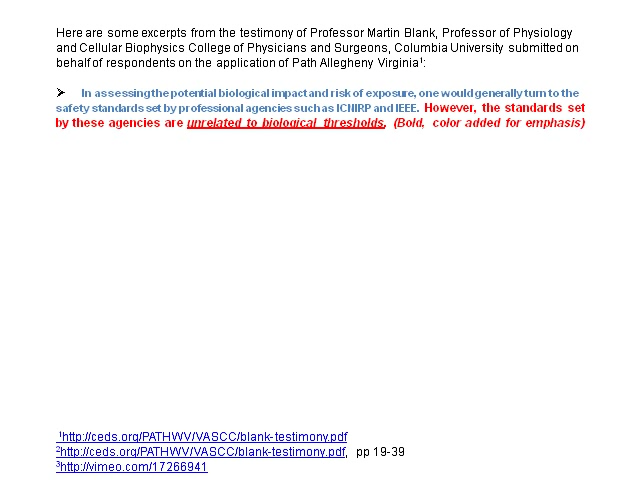 Here are some excerpts from the testimony of Professor Martin Blank, Professor of Physiology
and Cellular Biophysics College of Physicians and Surgeons, Columbia University submitted on
behalf of respondents on the application of Path Allegheny Virginia¹:
➢ In assessing the potential biological impact and risk of exposure, one would generally turn to the
safety standards set by professional agencies such as ICNIRP and IEEE. However, the standards set
by these agencies are unrelated to biological thresholds, (Bold, color added for emphasis)
¹http://ceds.org/PATHWV/VASCC/blank-testimony.pdf
²http://ceds.org/PATHWV/VASCC/blank-testimony.pdf, pp 19-39
³http://vimeo.com/17266941